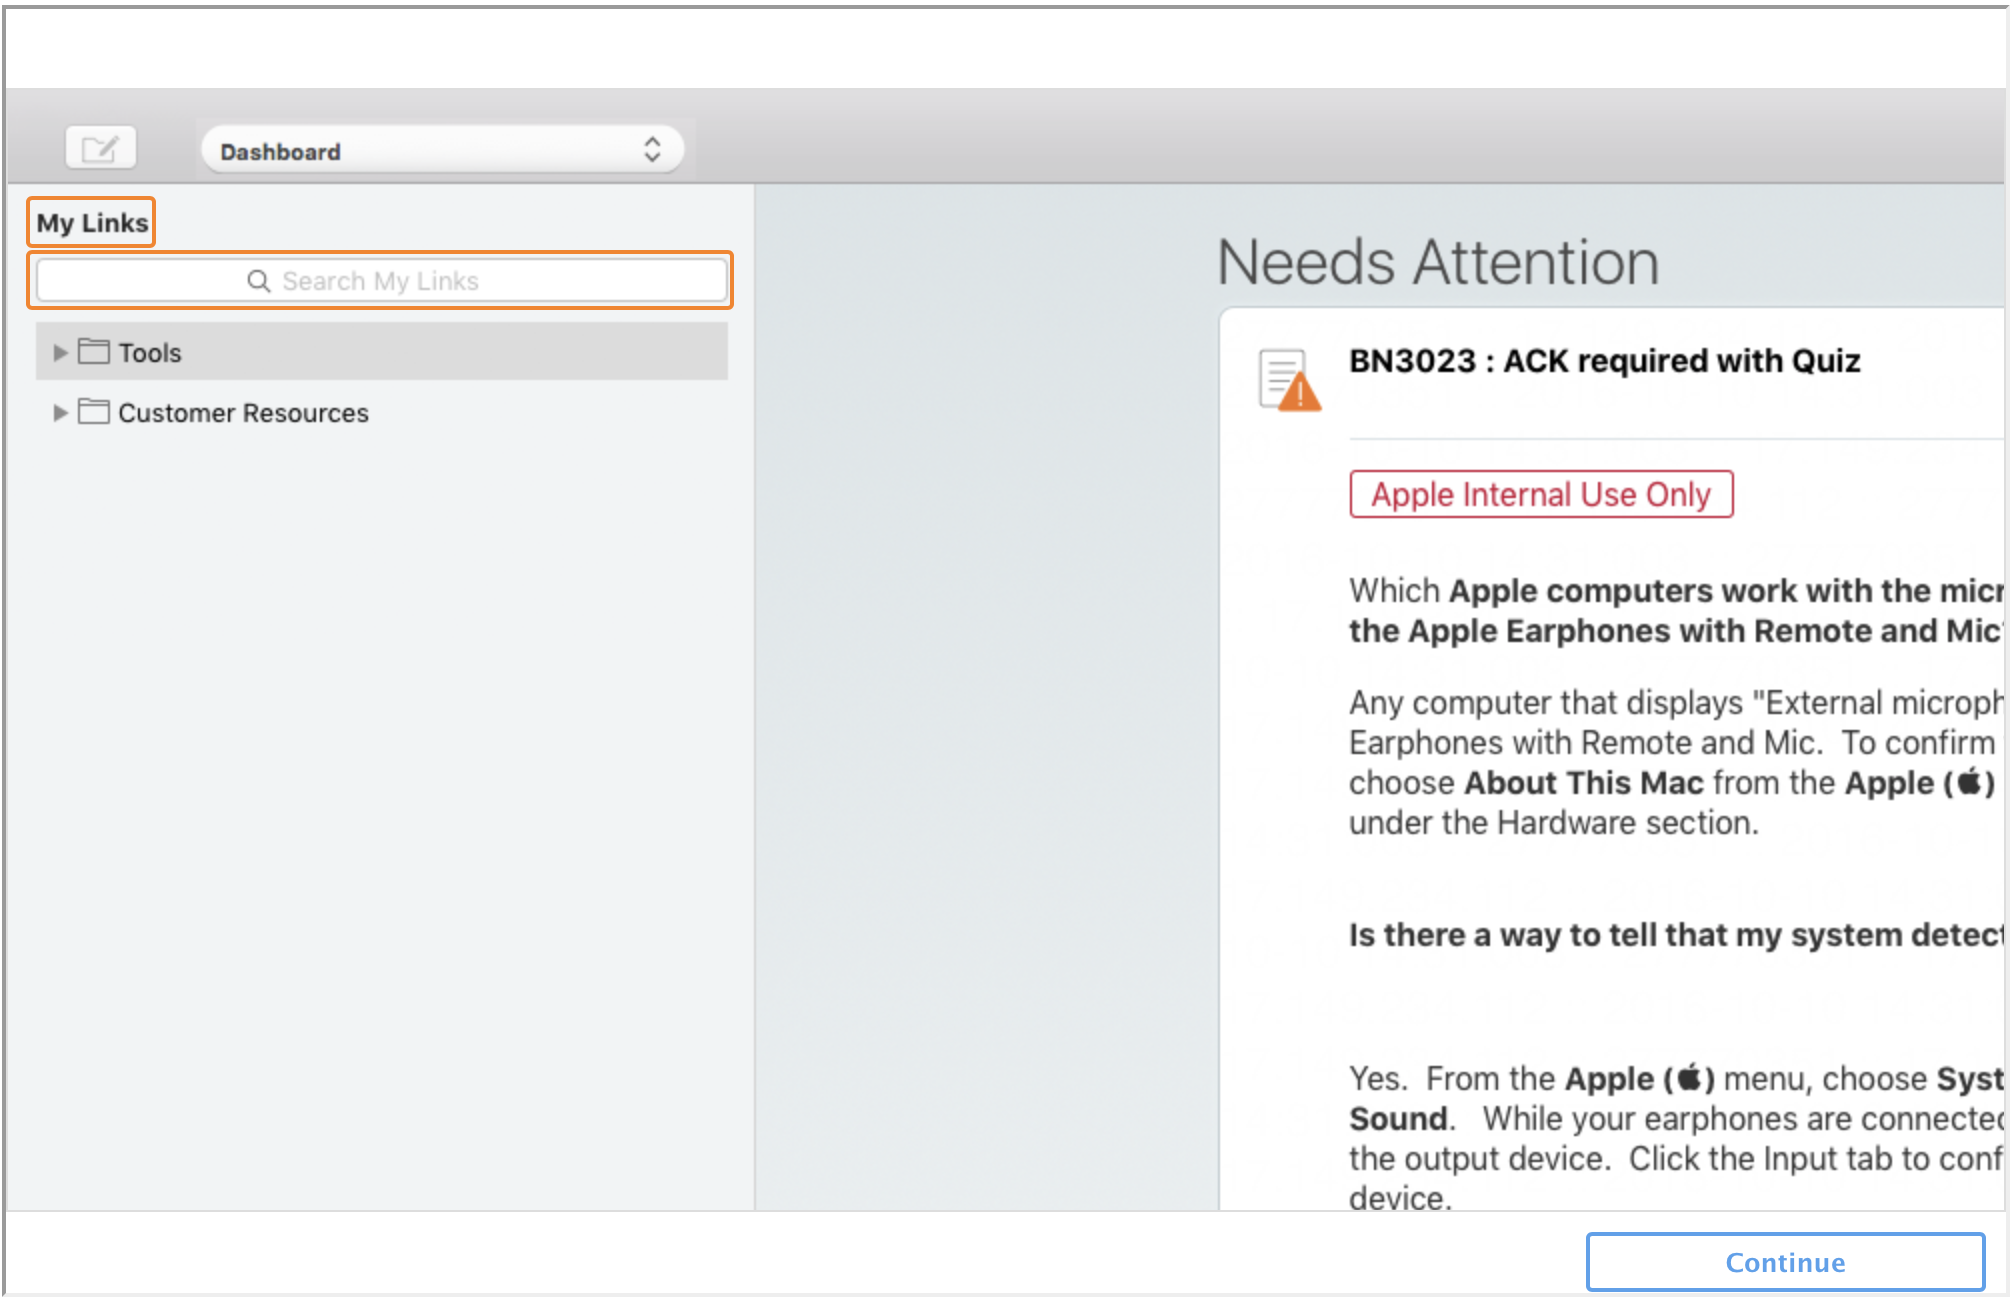 Dashboard
My Links
Search My Links
Tools
Customer Resources
Needs Attention
BN3023 : ACK required with Quiz
Apple Internal Use Only
Which Apple computers work with the micr
the Apple Earphones with Remote and Mic
Any computer that displays "External microph
Earphones with Remote and Mic.  To confirm
choose About This Mac from the Apple () 
under the Hardware section.
Is there a way to tell that my system detect
Yes.  From the Apple () menu, choose Syst
Sound.   While your earphones are connected
the output device.  Click the Input tab to conf
device.
Continue